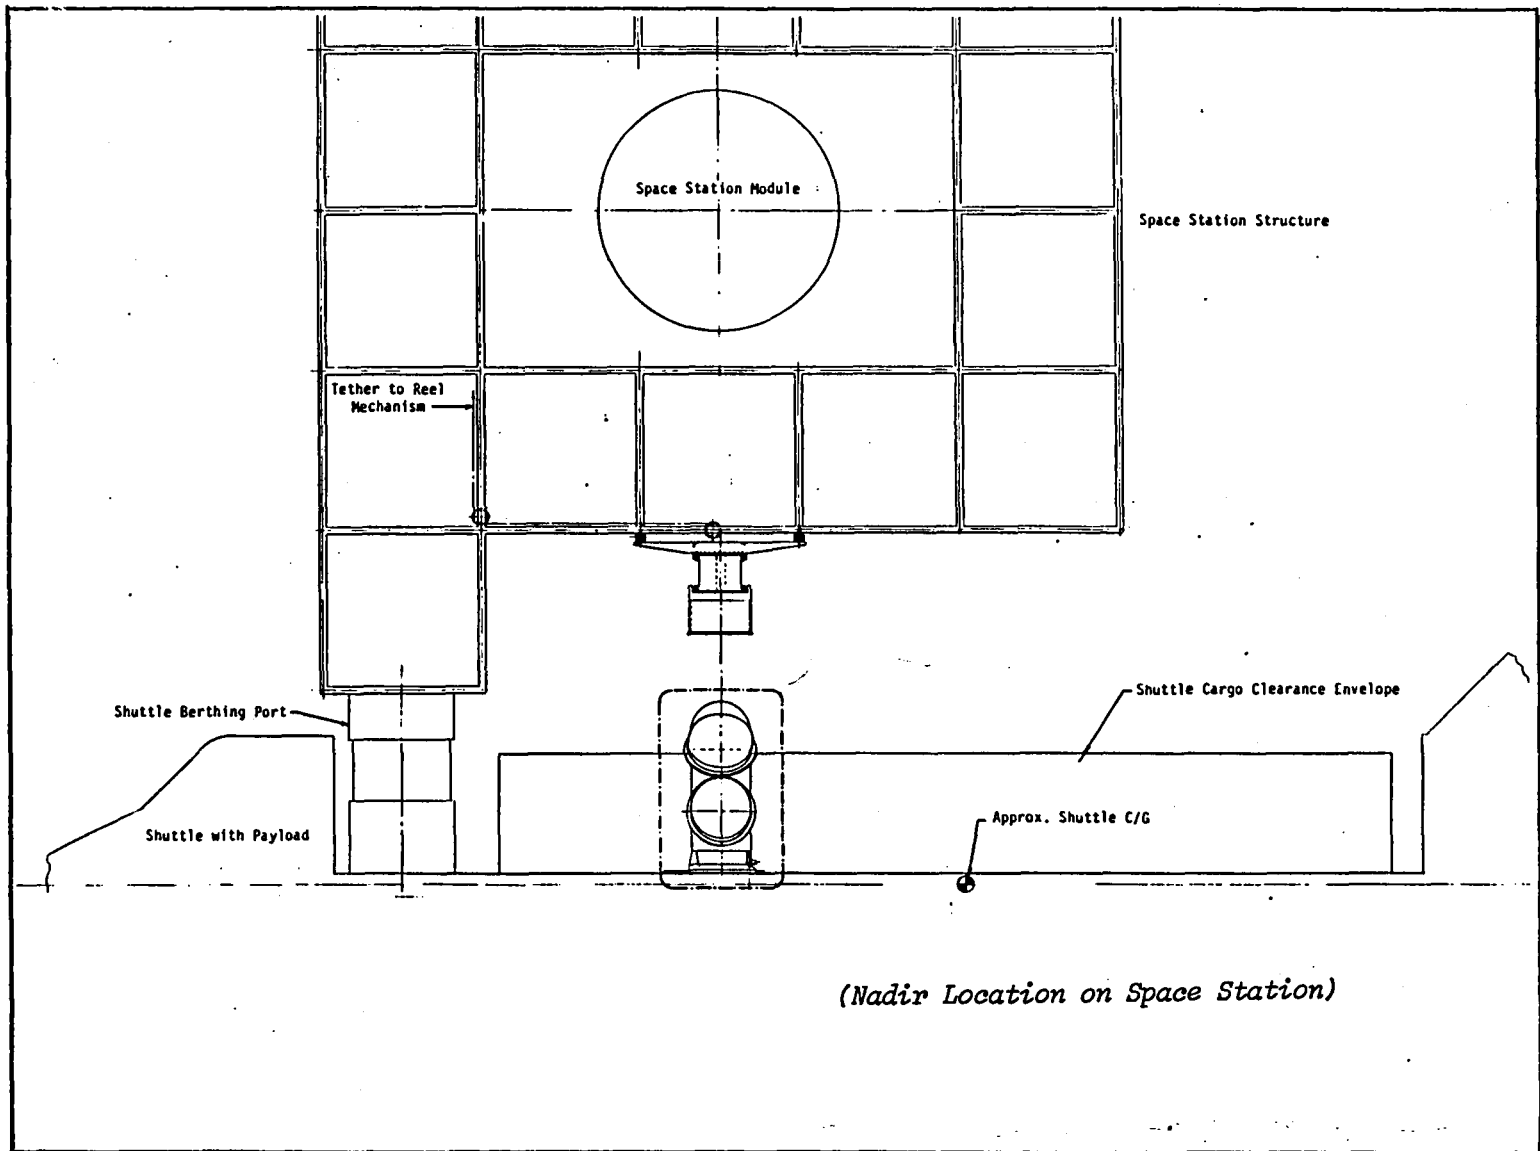 Space Station Module
Space Station Structure
Tether to Reel
Mechanism
Shuttle Berthing Port
Shuttle Cargo Clearance Envelope
Shuttle with Payload
Approx. Shuttle C/G
(Nadir Location on Space Station)